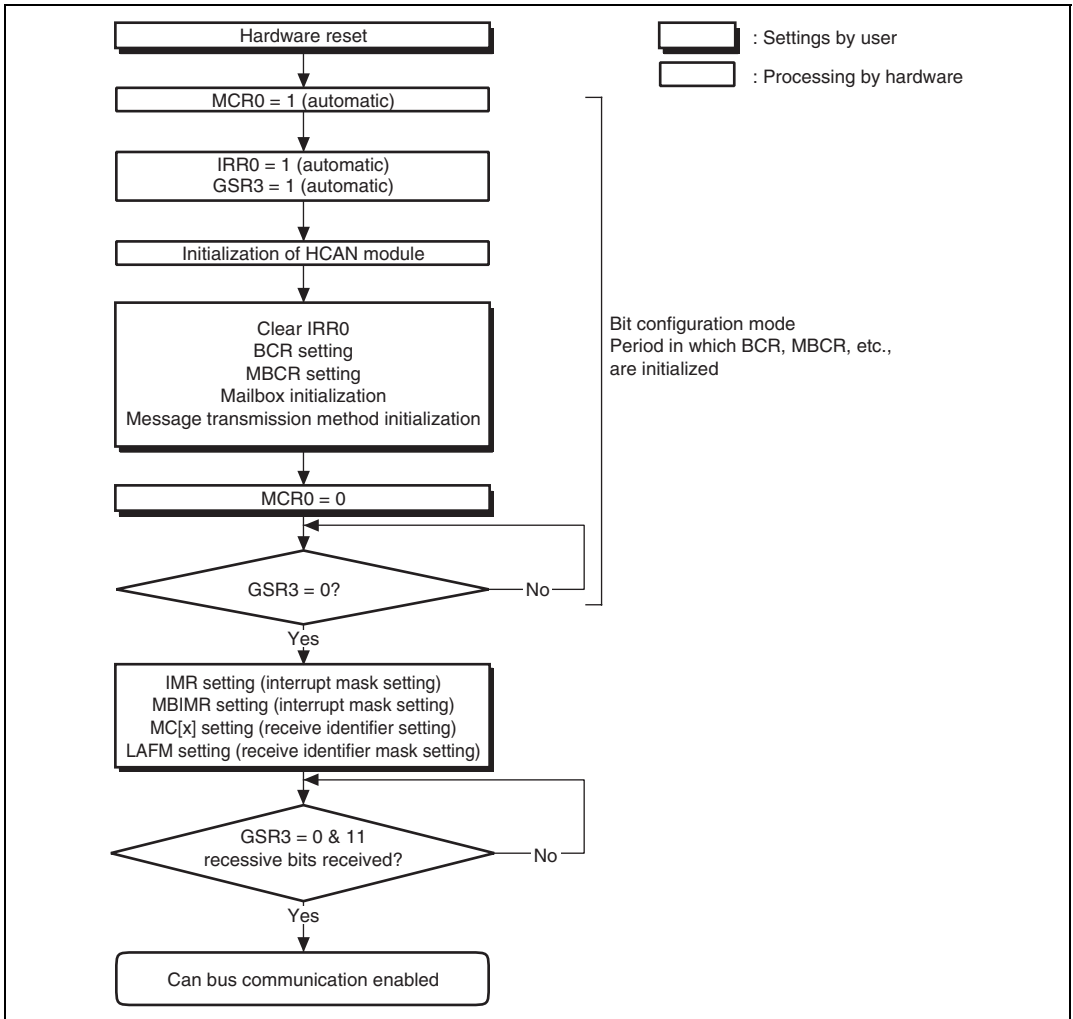 Hardware reset
: Settings by user
: Processing by hardware
MCR0 = 1 (automatic)
IRR0 = 1 (automatic)
GSR3 = 1 (automatic)
Initialization of HCAN module
Clear IRR0
BCR setting
MBCR setting
Mailbox initialization
Message transmission method initialization
Bit configuration mode
Period in which BCR, MBCR, etc.,
are initialized
MCR0 = 0
GSR3 = 0?
No
Yes
IMR setting (interrupt mask setting)
MBIMR setting (interrupt mask setting)
MC[x] setting (receive identifier setting)
LAFM setting (receive identifier mask setting)
GSR3 = 0 & 11
recessive bits received?
No
Yes
Can bus communication enabled